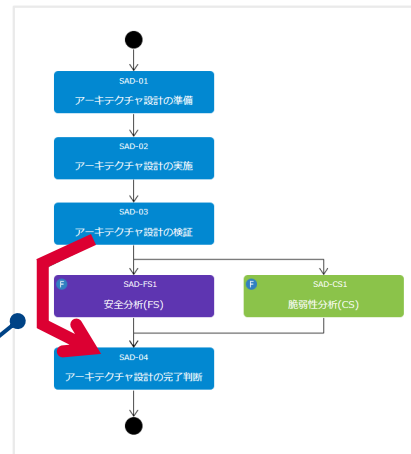 SAD-01
アーキテクチャ設計の準備
SAD-02
アーキテクチャ設計の実施
SAD-03
アーキテクチャ設計の検証
F
SAD-FS1
安全分析(FS)
F
SAD-CS1
脆弱性分析(CS)
SAD-04
アーキテクチャ設計の完了判断